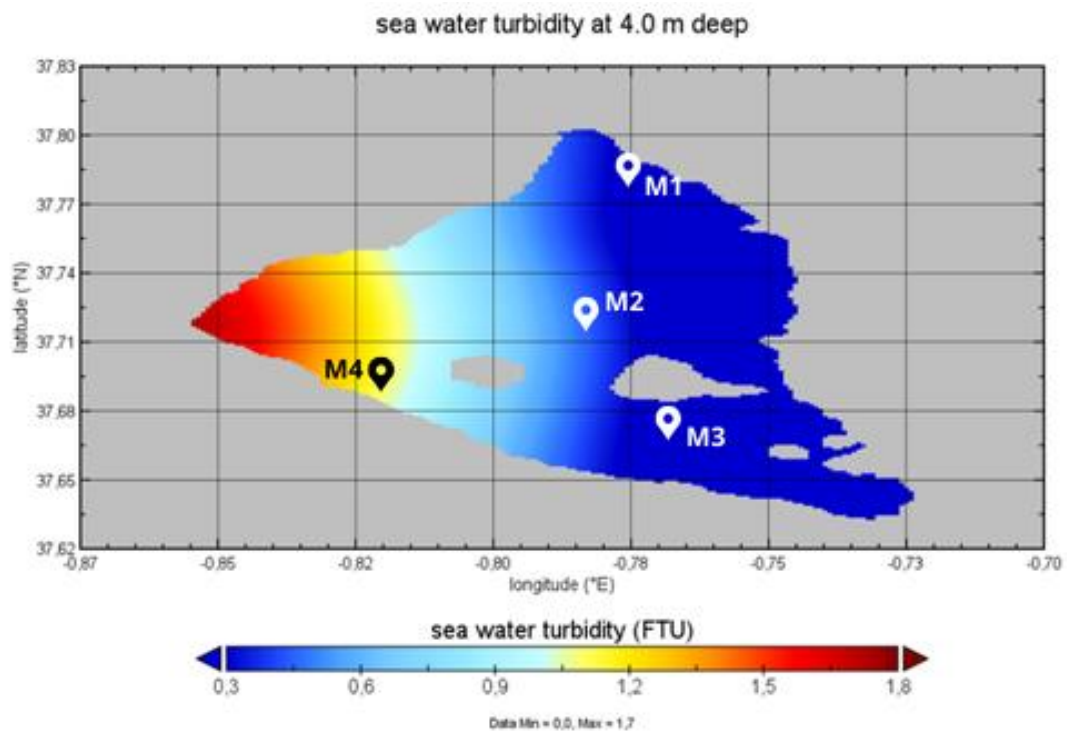 sea water turbidity at 4.0 m deep
37,83
37,80
37,77
37,74
37,71
37,68
37,65
37,62
latitude (°N)
M1
M2
M4
M3
-0,87
-0,85
-0,82
-0,80
-0,78
-0,75
-0,73
-0,70
longitude (°E)
sea water turbidity (FTU)
0,3
0,6
0,9
1,2
1,5
1,8
Data Min = 0,0, Max = 1,7